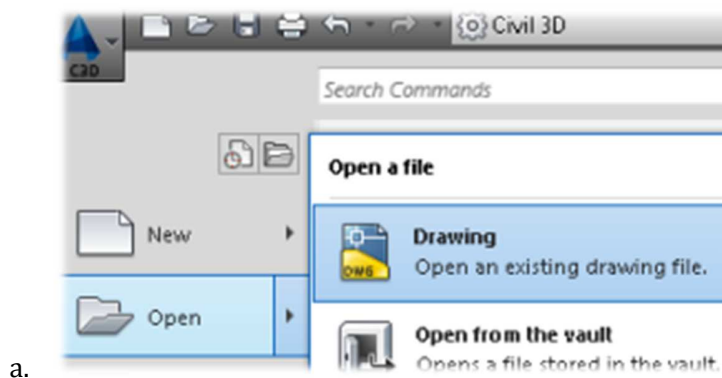 Civil 3D
C3D
Search Commands
Open a file
New
Drawing
DWG
Open an existing drawing file.
Open
Open from the vault
Opens a file stored in the vault.
a.